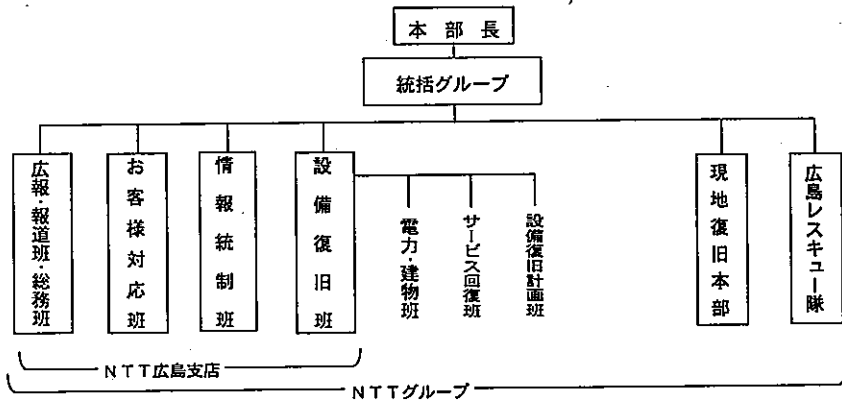 本部長
統括グループ
広報・報道班・総務班
お客様対応班
情報統制班
設備復旧班
電力・建物班
サービス回復班
設備復旧計画班
現地復旧本部
広島レスキュー隊
NTT広島支店
NTTグループ